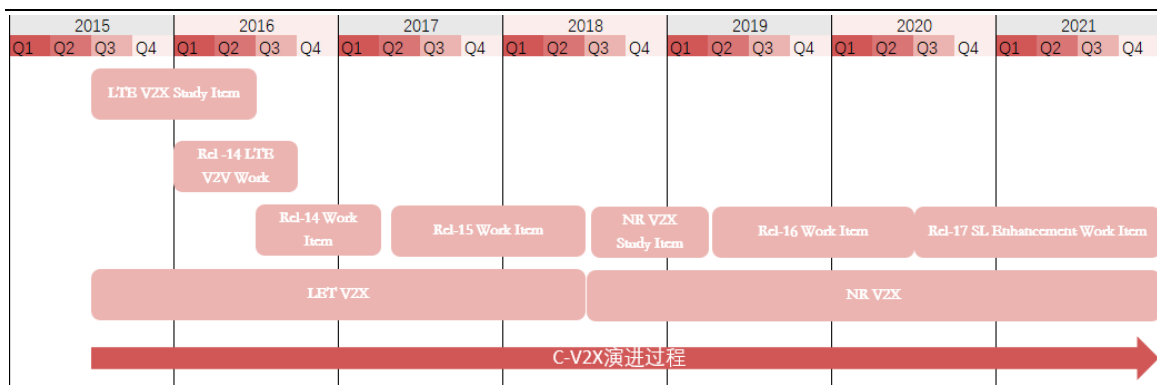 2015 2016 2017 2018 2019 2020 2021
Q1 Q2 Q3 Q4 Q1 Q2 Q3 Q4 Q1 Q2 Q3 Q4 Q1 Q2 Q3 Q4 Q1 Q2 Q3 Q4 Q1 Q2 Q3 Q4 Q1 Q2 Q3 Q4
LTE V2X Study Item
Rel -14 LTE
V2V Work
Rel-14 Work
Item
Rel-15 Work Item
NR V2X
Study Item
Rel-16 Work Item
Rel-17 SL Enhancement Work Item
LET V2X
NR V2X
C-V2X演进过程